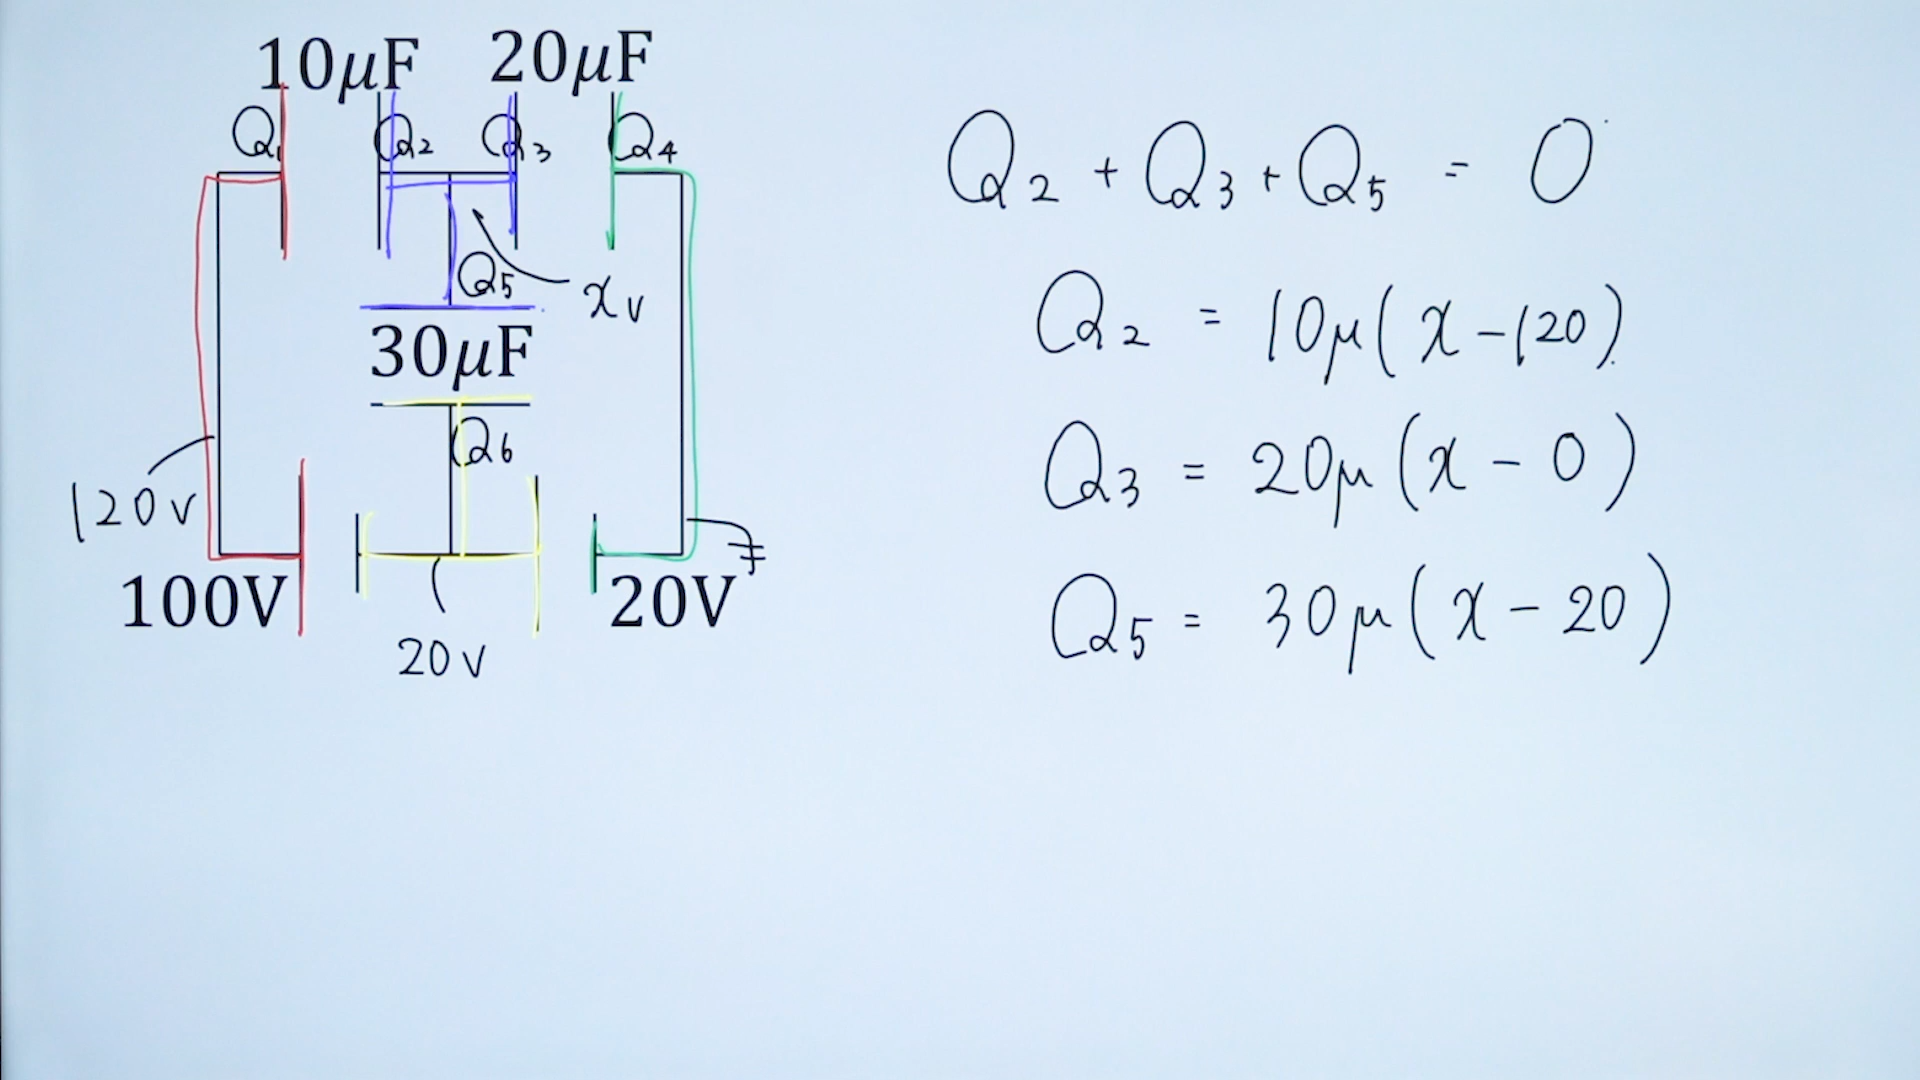 10μF 20μF
Q1 Q2 Q3 Q4
Q5
xv
30μF
Q6
120v
100V 20V
20v
Q2 + Q3 + Q5 = 0
Q2 = 10μ(x-120)
Q3 = 20μ(x-0)
Q5 = 30μ(x-20)